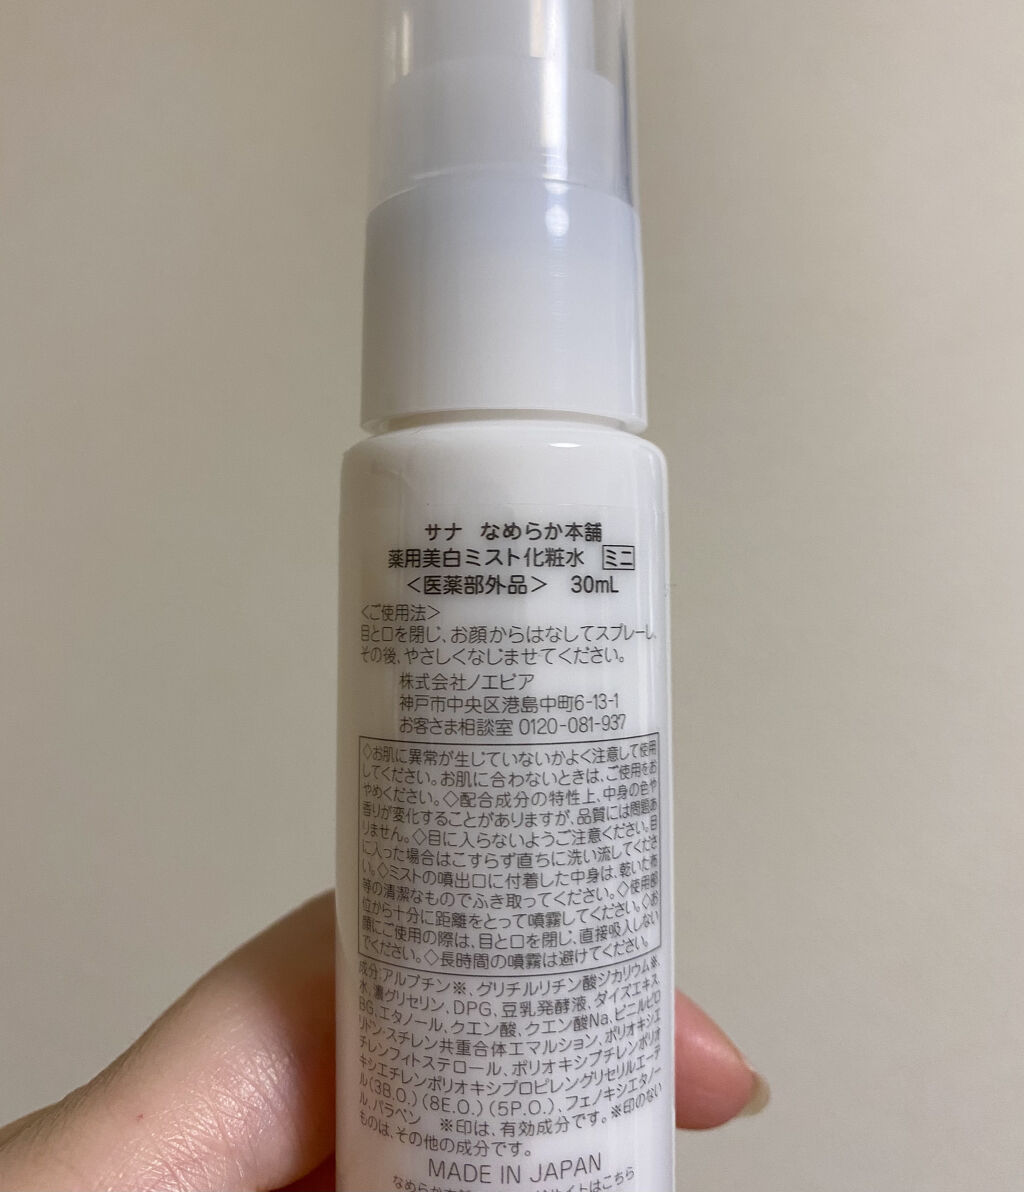 サナ なめらか本舗
薬用美白ミスト化粧水 ミニ
＜医薬部外品＞ 30mL
＜ご使用法＞
目と口を閉じ、お顔からはなしてスプレーし、
その後、やさしくなじませてください。
株式会社ノエビア
神戸市中央区港島中町6-13-1
お客さま相談室 0120-081-937
◇お肌に異常が生じていないかよく注意して使用
してください。お肌に合わないときは、ご使用をお
やめください。◇配合成分の特性上、中身の色や
香りが変化することがありますが、品質には問題あ
りません。◇目に入らないようご注意ください。目
に入った場合はこすらず直ちに洗い流してくださ
い。◇ミストの噴出口に付着した中身は、乾いた布
等の清潔なものでふき取ってください。◇使用部
位から十分に距離をとって噴霧してください。◇お
顔にご使用の際は、目と口を閉じ、直接吸入しない
でください。◇長時間の噴霧は避けてください。
成分:アルブチン※、グリチルリチン酸ジカリウム※、
水、濃グリセリン、DPG、豆乳発酵液、ダイズエキス、
BG、エタノール、クエン酸、クエン酸Na、ビニルピロ
リドン・スチレン共重合体エマルション、ポリオキシエ
チレンフィトステロール、ポリオキシブチレンポリオ
キシエチレンポリオキシプロピレングリセリルエーテ
ル(3B.O.)(8E.O.)(5P.O.)、フェノキシエタノー
ル、パラベン ※印は、有効成分です。※印のない
ものは、その他の成分です。
MADE IN JAPAN
サイトはこちら